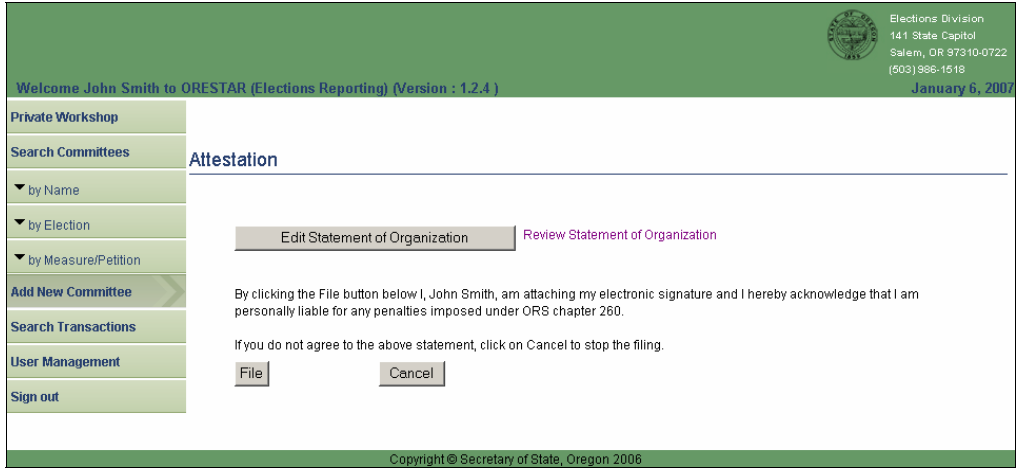 Elections Division
141 State Capitol
Salem, OR 97310-0722
(503) 986-1518
Welcome John Smith to ORESTAR (Elections Reporting) (Version : 1.2.4 )
January 6, 2007
Private Workshop
Search Committees
by Name
by Election
by Measure/Petition
Add New Committee
Search Transactions
User Management
Sign out
Attestation
Edit Statement of Organization
Review Statement of Organization
By clicking the File button below I, John Smith, am attaching my electronic signature and I hereby acknowledge that I am
personally liable for any penalties imposed under ORS chapter 260.
If you do not agree to the above statement, click on Cancel to stop the filing.
File
Cancel
Copyright © Secretary of State, Oregon 2006